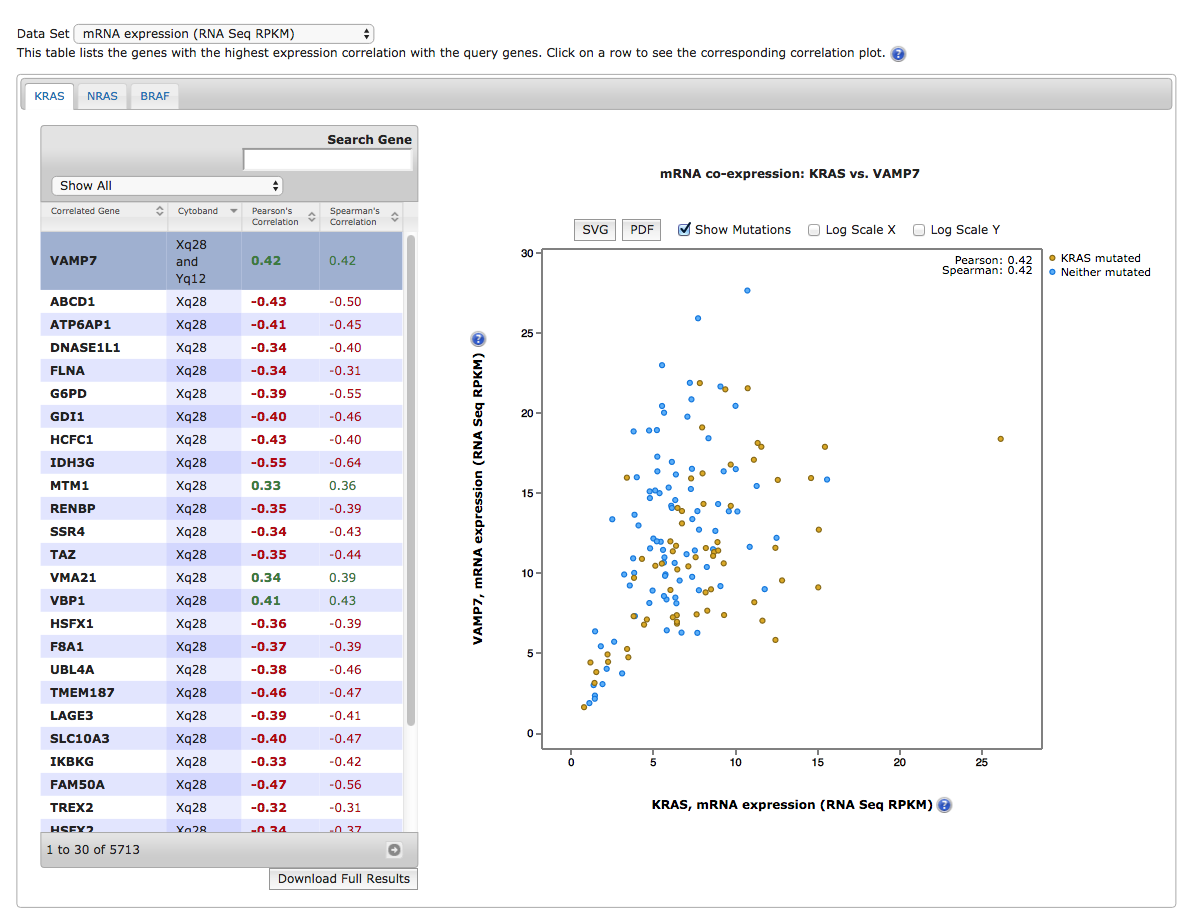 Data Set mRNA expression (RNA Seq RPKM)
This table lists the genes with the highest expression correlation with the query genes. Click on a row to see the corresponding correlation plot. ?
KRAS NRAS BRAF
Search Gene
Show All
Correlated Gene Cytoband Pearson's Correlation Spearman's Correlation
VAMP7 Xq28 and Yq12 0.42 0.42
ABCD1 Xq28 -0.43 -0.50
ATP6AP1 Xq28 -0.41 -0.45
DNASE1L1 Xq28 -0.34 -0.40
FLNA Xq28 -0.34 -0.31
G6PD Xq28 -0.39 -0.55
GDI1 Xq28 -0.40 -0.46
HCFC1 Xq28 -0.43 -0.40
IDH3G Xq28 -0.55 -0.64
MTM1 Xq28 0.33 0.36
RENBP Xq28 -0.35 -0.39
SSR4 Xq28 -0.34 -0.43
TAZ Xq28 -0.35 -0.44
VMA21 Xq28 0.34 0.39
VBP1 Xq28 0.41 0.43
HSFX1 Xq28 -0.36 -0.39
F8A1 Xq28 -0.37 -0.39
UBL4A Xq28 -0.38 -0.46
TMEM187 Xq28 -0.46 -0.47
LAGE3 Xq28 -0.39 -0.41
SLC10A3 Xq28 -0.40 -0.47
IKBKG Xq28 -0.33 -0.42
FAM50A Xq28 -0.47 -0.56
TREX2 Xq28 -0.32 -0.31
HSFX2 Xq28 -0.34 -0.37
1 to 30 of 5713
Download Full Results
mRNA co-expression: KRAS vs. VAMP7
SVG PDF Show Mutations Log Scale X Log Scale Y
Pearson: 0.42
Spearman: 0.42
KRAS mutated
Neither mutated
VAMP7, mRNA expression (RNA Seq RPKM) ?
30
25
20
15
10
5
0
0 5 10 15 20 25
KRAS, mRNA expression (RNA Seq RPKM) ?